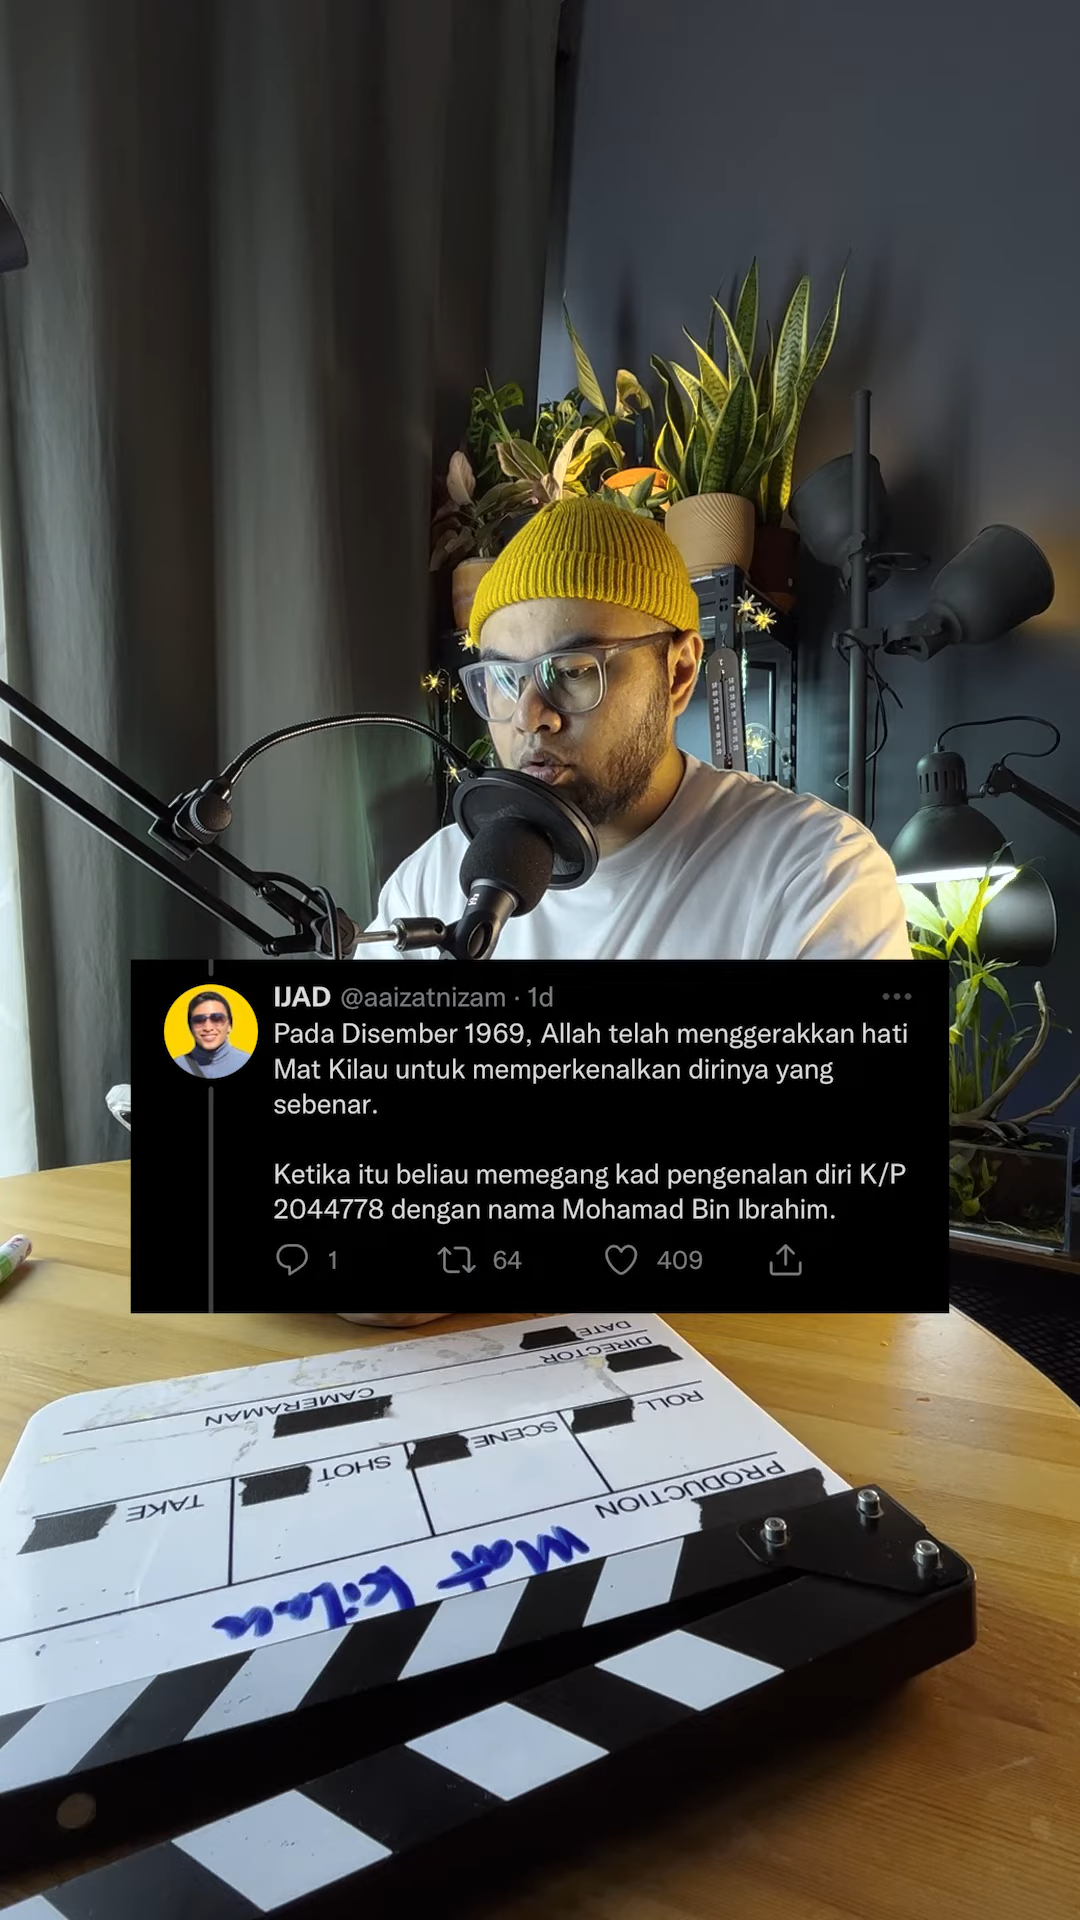 IJAD @aaizatnizam · 1d
Pada Disember 1969, Allah telah menggerakkan hati
Mat Kilau untuk memperkenalkan dirinya yang
sebenar.
Ketika itu beliau memegang kad pengenalan diri K/P
2044778 dengan nama Mohamad Bin Ibrahim.
1 64 409
DATE
DIRECTOR
CAMERAMAN
ROLL
SCENE
SHOT
TAKE
PRODUCTION
Mat Kilau